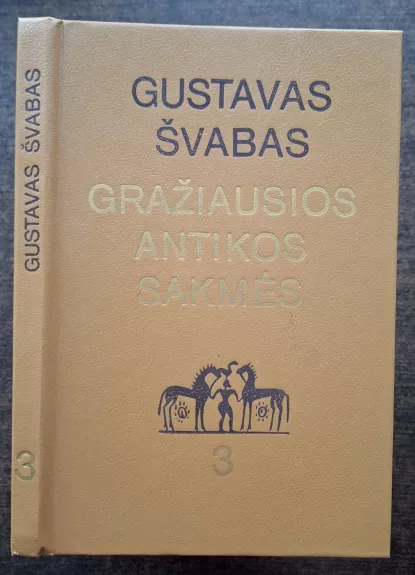 GUSTAVAS ŠVABAS
3
GUSTAVAS
ŠVABAS
GRAŽIAUSIOS
ANTIKOS
SAKMĖS
3